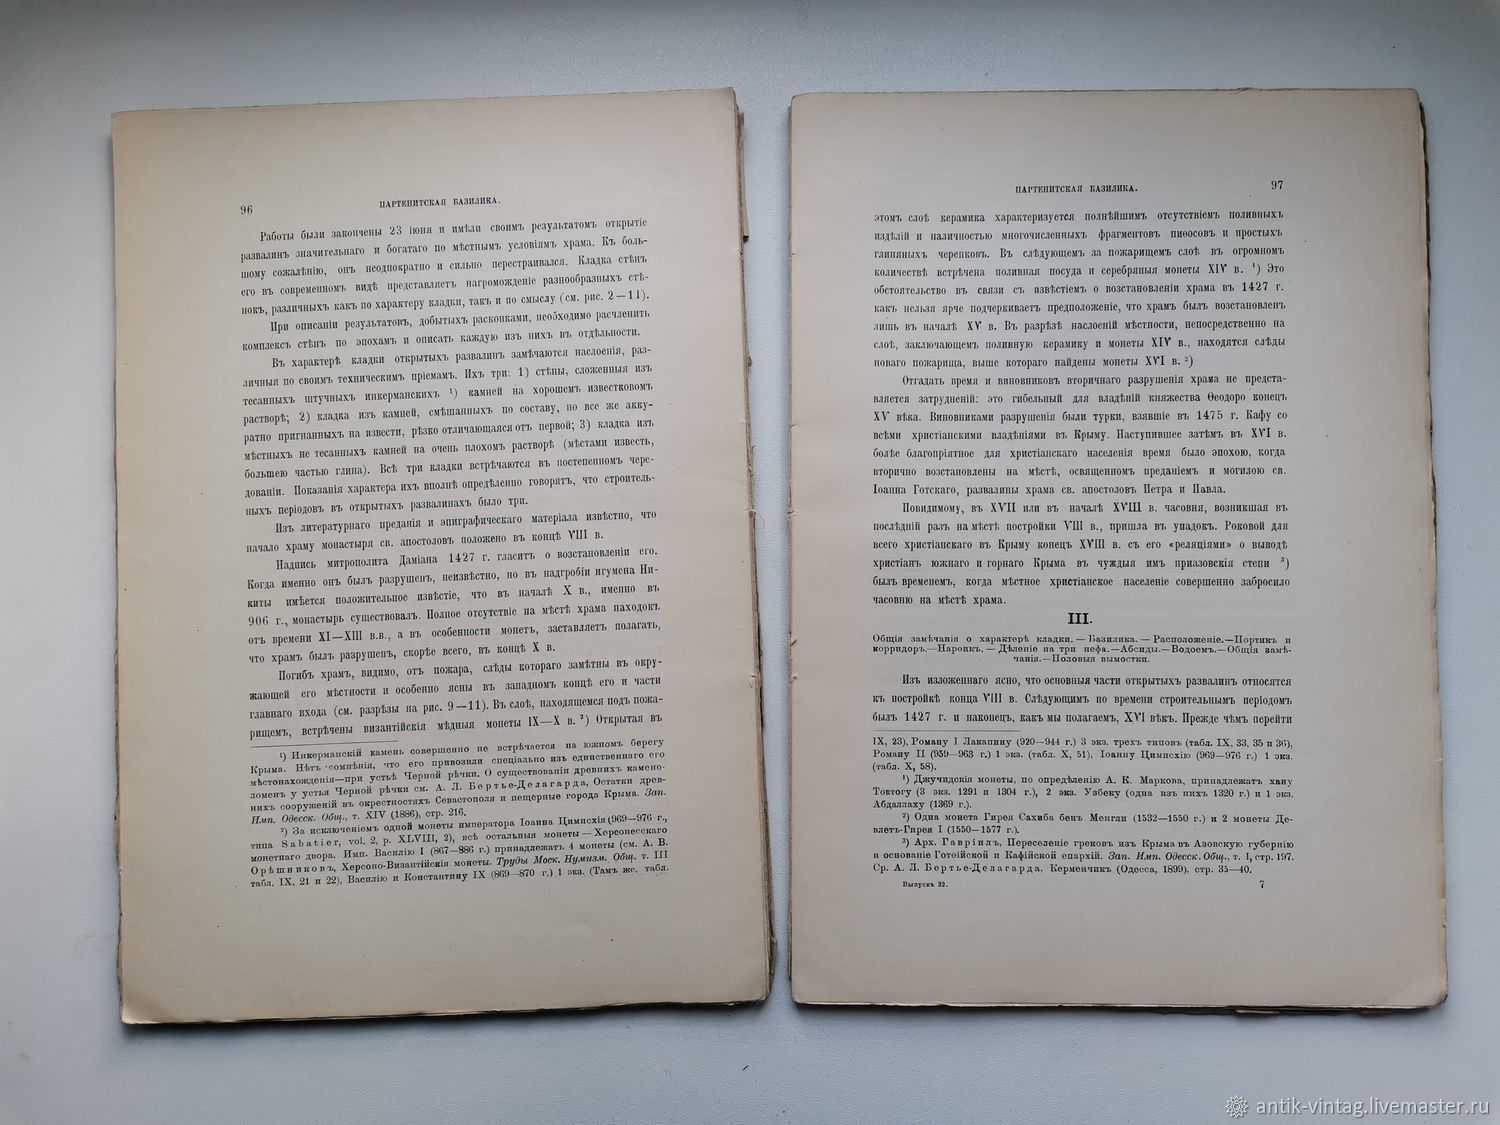 96
ПАРТЕНИТСКАЯ БАЗИЛИКА.
Работы были закончены 23 іюня и имѣли своимъ результатомъ открытіе
развалинъ значительнаго и богатаго по мѣстнымъ условіямъ храма. Къ боль-
шому сожалѣнію, онъ неоднократно и сильно перестраивался. Кладка стѣнъ
его въ современномъ видѣ представляетъ нагроможденіе разнообразныхъ стѣ-
нокъ, различныхъ какъ по характеру кладки, такъ и по смыслу (см. рис. 2—11).
При описаніи результатовъ, добытыхъ раскопками, необходимо расчленить
комплексъ стѣнъ по эпохамъ и описать каждую изъ нихъ въ отдѣльности.
Въ характерѣ кладки открытыхъ развалинъ замѣчаются наслоенія, раз-
личныя по своимъ техническимъ пріемамъ. Ихъ три: 1) стѣны, сложенныя изъ
тесанныхъ штучныхъ инкерманскихъ ¹) камней на хорошемъ известковомъ
растворѣ; 2) кладка изъ камней, смѣшанныхъ по составу, но все же акку-
ратно пригнанныхъ на извести, рѣзко отличающаяся отъ первой; 3) кладка изъ
мѣстныхъ не тесанныхъ камней на очень плохомъ растворѣ (мѣстами известь,
большею частью глина). Всѣ три кладки встрѣчаются въ постепенномъ чере-
дованіи. Показанія характера ихъ вполнѣ опредѣленно говорятъ, что строитель-
ныхъ періодовъ въ открытыхъ развалинахъ было три.
Изъ литературнаго преданія и эпиграфическаго матеріала извѣстно, что
начало храму монастыря св. апостоловъ положено въ концѣ VIII в.
Надпись митрополита Даміана 1427 г. гласитъ о возстановленіи его.
Когда именно онъ былъ разрушенъ, неизвѣстно, но въ надгробіи игумена Ни-
киты имѣется положительное извѣстіе, что въ началѣ X в., именно въ
906 г., монастырь существовалъ. Полное отсутствіе на мѣстѣ храма находокъ
отъ времени XI—XIII в.в., а въ особенности монетъ, заставляетъ полагать,
что храмъ былъ разрушенъ, скорѣе всего, въ концѣ X в.
Погибъ храмъ, видимо, отъ пожара, слѣды котораго замѣтны въ окру-
жающей его мѣстности и особенно ясны въ западномъ концѣ его и части
главнаго входа (см. разрѣзы на рис. 9—11). Въ слоѣ, находящемся подъ пожа-
рищемъ, встрѣчены византійскія мѣдныя монеты IX—X в. ²) Открытая въ
¹) Инкерманскій камень совершенно не встрѣчается на южномъ берегу
Крыма. Нѣтъ сомнѣнія, что его привозили спеціально изъ единственнаго его
мѣстонахожденія—при устьѣ Черной рѣчки. О существованіи древнихъ камено-
ломенъ у устья Черной рѣчки см. А. Л. Бертье-Делагарда, Остатки древ-
нихъ сооруженій въ окрестностяхъ Севастополя и пещерные города Крыма. Зап.
Имп. Одесск. Общ., т. XIV (1886), стр. 216.
²) За исключеніемъ одной монеты императора Іоанна Цимисхія (969—976 г.,
типа Sabatier, vol. 2, p. XLVIII, 2), всѣ остальныя монеты—Херсонесскаго
монетнаго двора. Имп. Василію I (867—886 г.) принадлежатъ 4 монеты (см. А. В.
Орѣшниковъ, Херсоно-Византійскія монеты. Труды Моск. Нумизм. Общ. т. III
табл. IX, 21 и 22), Василію и Константину IX (869—870 г.) 1 экз. (Тамъ же. табл.
ПАРТЕНИТСКАЯ БАЗИЛИКА.
97
этомъ слоѣ керамика характеризуется полнѣйшимъ отсутствіемъ поливныхъ
издѣлій и наличностью многочисленныхъ фрагментовъ пиѳосовъ и простыхъ
глиняныхъ черепковъ. Въ слѣдующемъ за пожарищемъ слоѣ въ огромномъ
количествѣ встрѣчена поливная посуда и серебряныя монеты XIV в. ¹) Это
обстоятельство въ связи съ извѣстіемъ о возстановленіи храма въ 1427 г.
какъ нельзя ярче подчеркиваетъ предположеніе, что храмъ былъ возстановленъ
лишь въ началѣ XV в. Въ разрѣзѣ наслоеній мѣстности, непосредственно на
слоѣ, заключающемъ поливную керамику и монеты XIV в., находятся слѣды
новаго пожарища, выше котораго найдены монеты XVI в. ²)
Отгадать время и виновниковъ вторичнаго разрушенія храма не предста-
вляется затрудненій: это гибельный для владѣній княжества Ѳеодоро конецъ
XV вѣка. Виновниками разрушенія были турки, взявшіе въ 1475 г. Кафу со
всѣми христіанскими владѣніями въ Крыму. Наступившее затѣмъ въ XVI в.
болѣе благопріятное для христіанскаго населенія время было эпохою, когда
вторично возстановлены на мѣстѣ, освященномъ преданіемъ и могилою св.
Іоанна Готскаго, развалины храма св. апостоловъ Петра и Павла.
Повидимому, въ XVII или въ началѣ XVIII в. часовня, возникшая въ
послѣдній разъ на мѣстѣ постройки VIII в., пришла въ упадокъ. Роковой для
всего христіанскаго въ Крыму конецъ XVIII в. съ его «реляціями» о выводѣ
христіанъ южнаго и горнаго Крыма въ чуждыя имъ приазовскія степи ³)
былъ временемъ, когда мѣстное христіанское населеніе совершенно забросило
часовню на мѣстѣ храма.
III.
Общія замѣчанія о характерѣ кладки. — Базилика. — Расположеніе.—Портикъ и
корридоръ.—Нарѳикъ. — Дѣленіе на три нефа.—Абсиды.—Водоемъ.—Общія замѣ-
чанія.—Половыя вымостки.
Изъ изложеннаго ясно, что основныя части открытыхъ развалинъ относятся
къ постройкѣ конца VIII в. Слѣдующимъ по времени строительнымъ періодомъ
былъ 1427 г. и наконецъ, какъ мы полагаемъ, XVI вѣкъ. Прежде чѣмъ перейти
IX, 23), Роману I Лакапину (920—944 г.) 3 экз. трехъ типовъ (табл. IX, 33, 35 и 36),
Роману II (959—963 г.) 1 экз. (табл. X, 51), Іоанну Цимисхію (969—976 г.) 1 экз.
(табл. X, 58).
¹) Джучидскія монеты, по опредѣленію А. К. Маркова, принадлежатъ хану
Токтогу (3 экз. 1291 и 1304 г.), 2 экз. Узбеку (одна изъ нихъ 1320 г.) и 1 экз.
Абдаллаху (1369 г.).
²) Одна монета Гирея Сахиба бенъ Менгли (1532—1550 г.) и 2 монеты Де-
влетъ-Гирея I (1550—1577 г.).
³) Арх. Гавріилъ, Переселеніе грековъ изъ Крыма въ Азовскую губернію
и основаніе Готѳійской и Кафійской епархій. Зап. Имп. Одесск. Общ., т. I, стр. 197.
Ср. А. Л. Бертье-Делагарда, Керменчикъ (Одесса, 1899), стр. 35—40.
Выпускъ 32.
7
antik-vintag.livemaster.ru